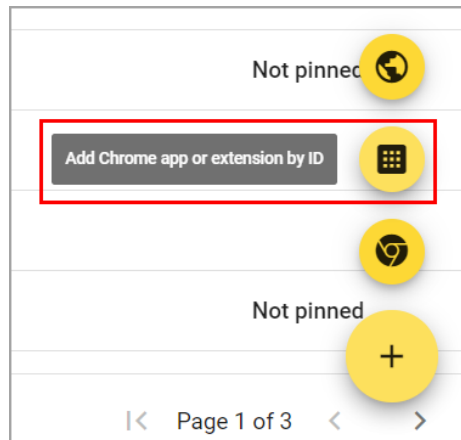 Not pinned
Add Chrome app or extension by ID
Not pinned
Page 1 of 3